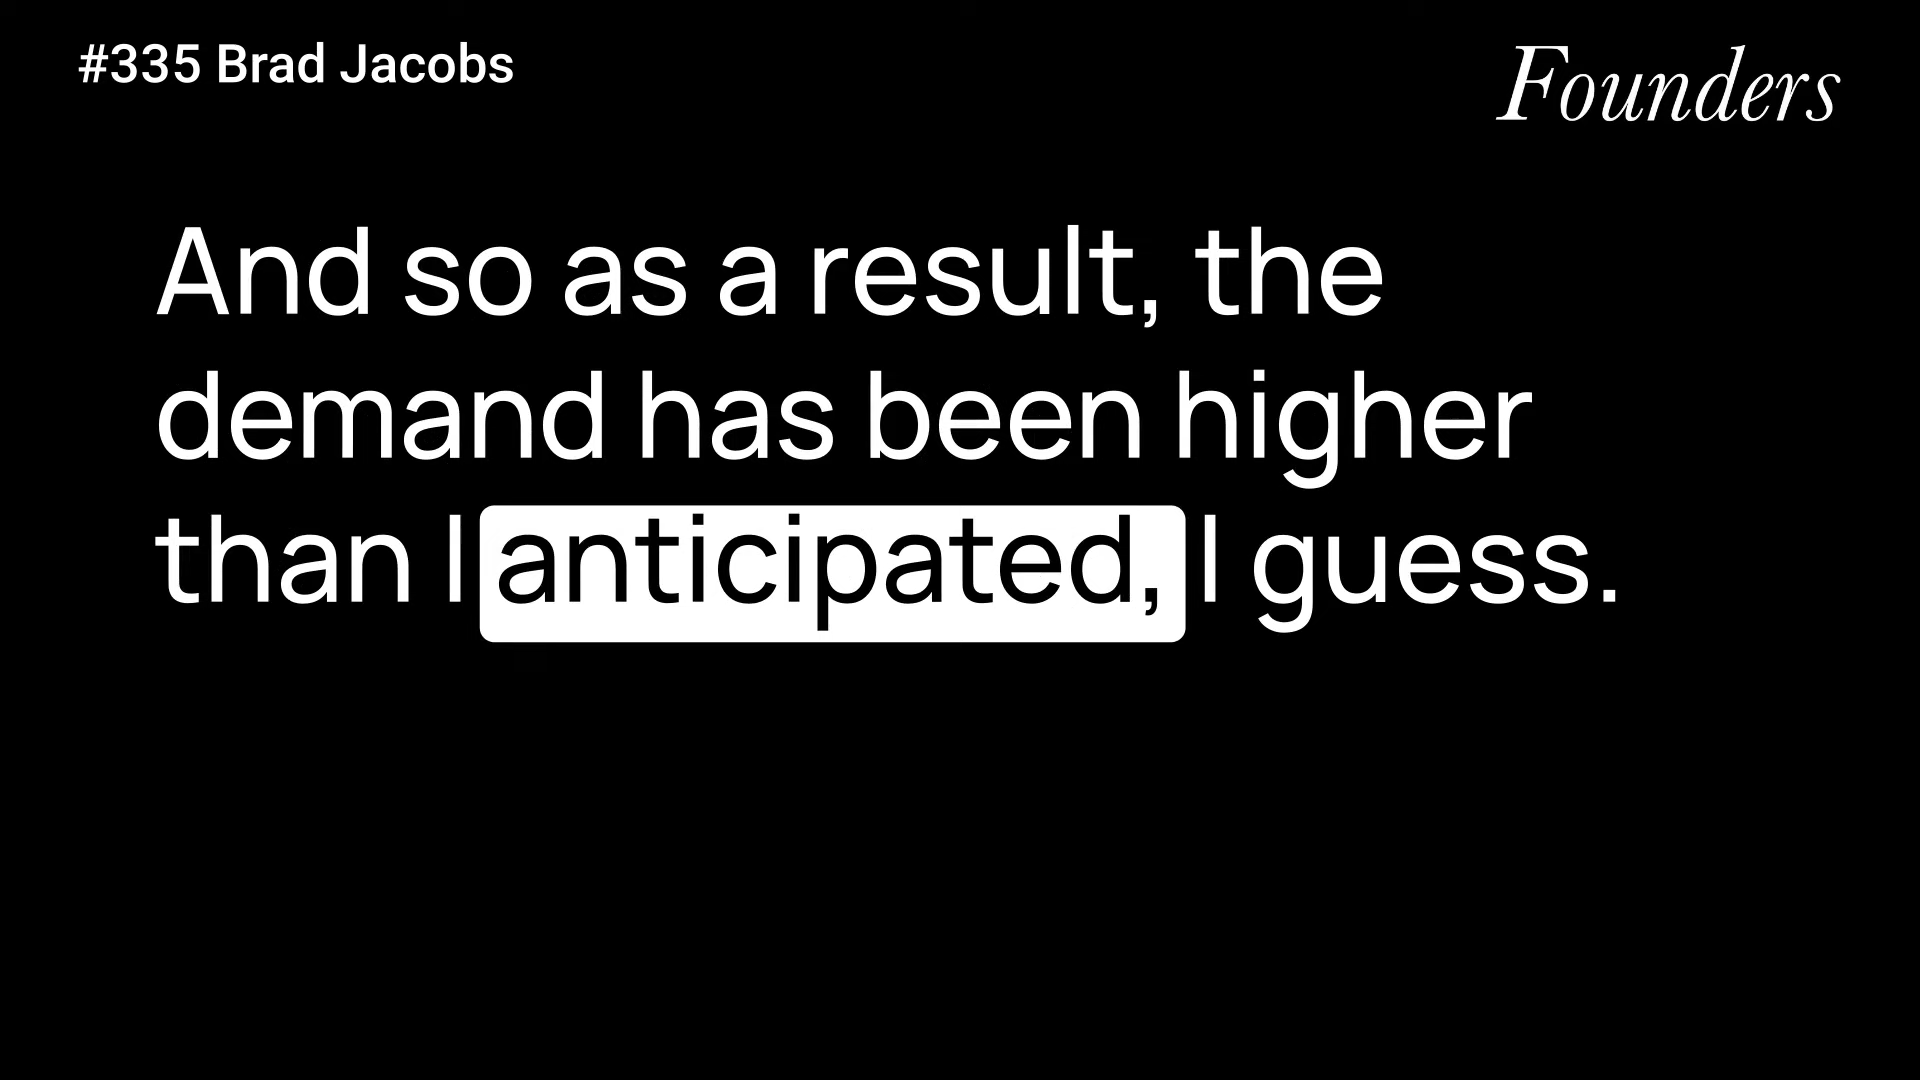 #335 Brad Jacobs
Founders
And so as a result, the
demand has been higher
than I anticipated, I guess.